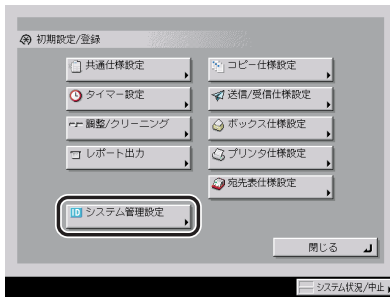 初期設定/登録
共通仕様設定
コピー仕様設定
タイマー設定
送信/受信仕様設定
調整/クリーニング
ボックス仕様設定
レポート出力
プリンタ仕様設定
宛先表仕様設定
ID システム管理設定
閉じる
システム状況/中止